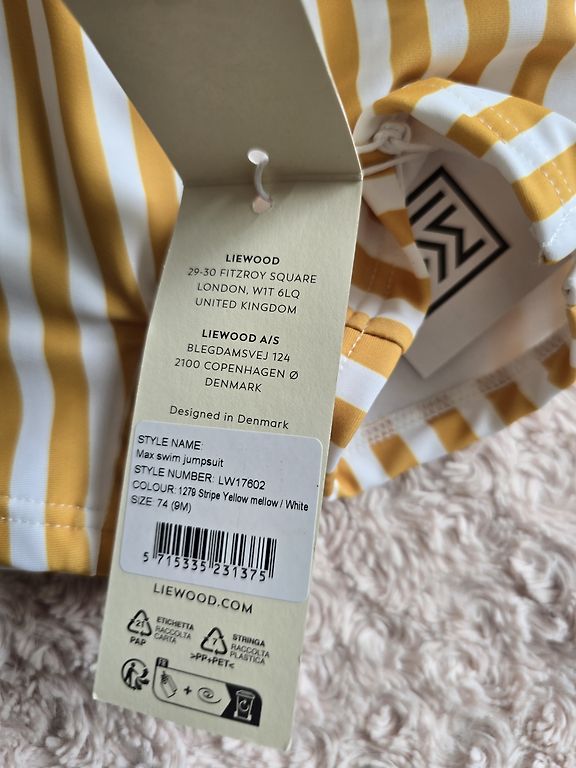 LIEWOOD
29-30 FITZROY SQUARE
LONDON, W1T 6LQ
UNITED KINGDOM
LIEWOOD A/S
BLEGDAMSVEJ 124
2100 COPENHAGEN Ø
DENMARK
Designed in Denmark
STYLE NAME:
Max swim jumpsuit
STYLE NUMBER: LW17602
COLOUR: 1279 Stripe Yellow mellow / White
SIZE: 74 (9M)
5 715335 231375
LIEWOOD.COM
21
PAP
ETICHETTA
RACCOLTA
CARTA
7
>PP+PET<
STRINGA
RACCOLTA
PLASTICA
FR
+